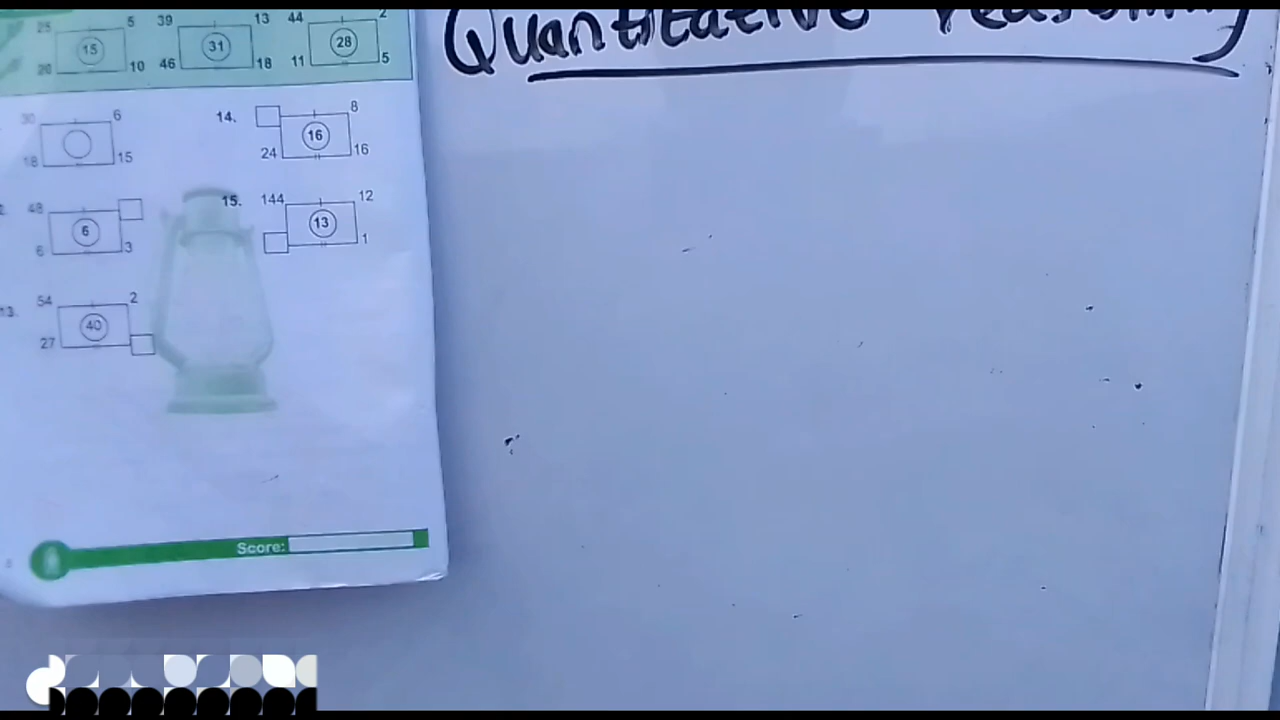 Quantitative reasoning
25 5 39 13 44 2
15 31 28
20 10 46 18 11 5
30 6 14. 8
16
18 15 24 16
48 15. 144 12
6 13
6 3 1
13. 54 2
40
27
Score: